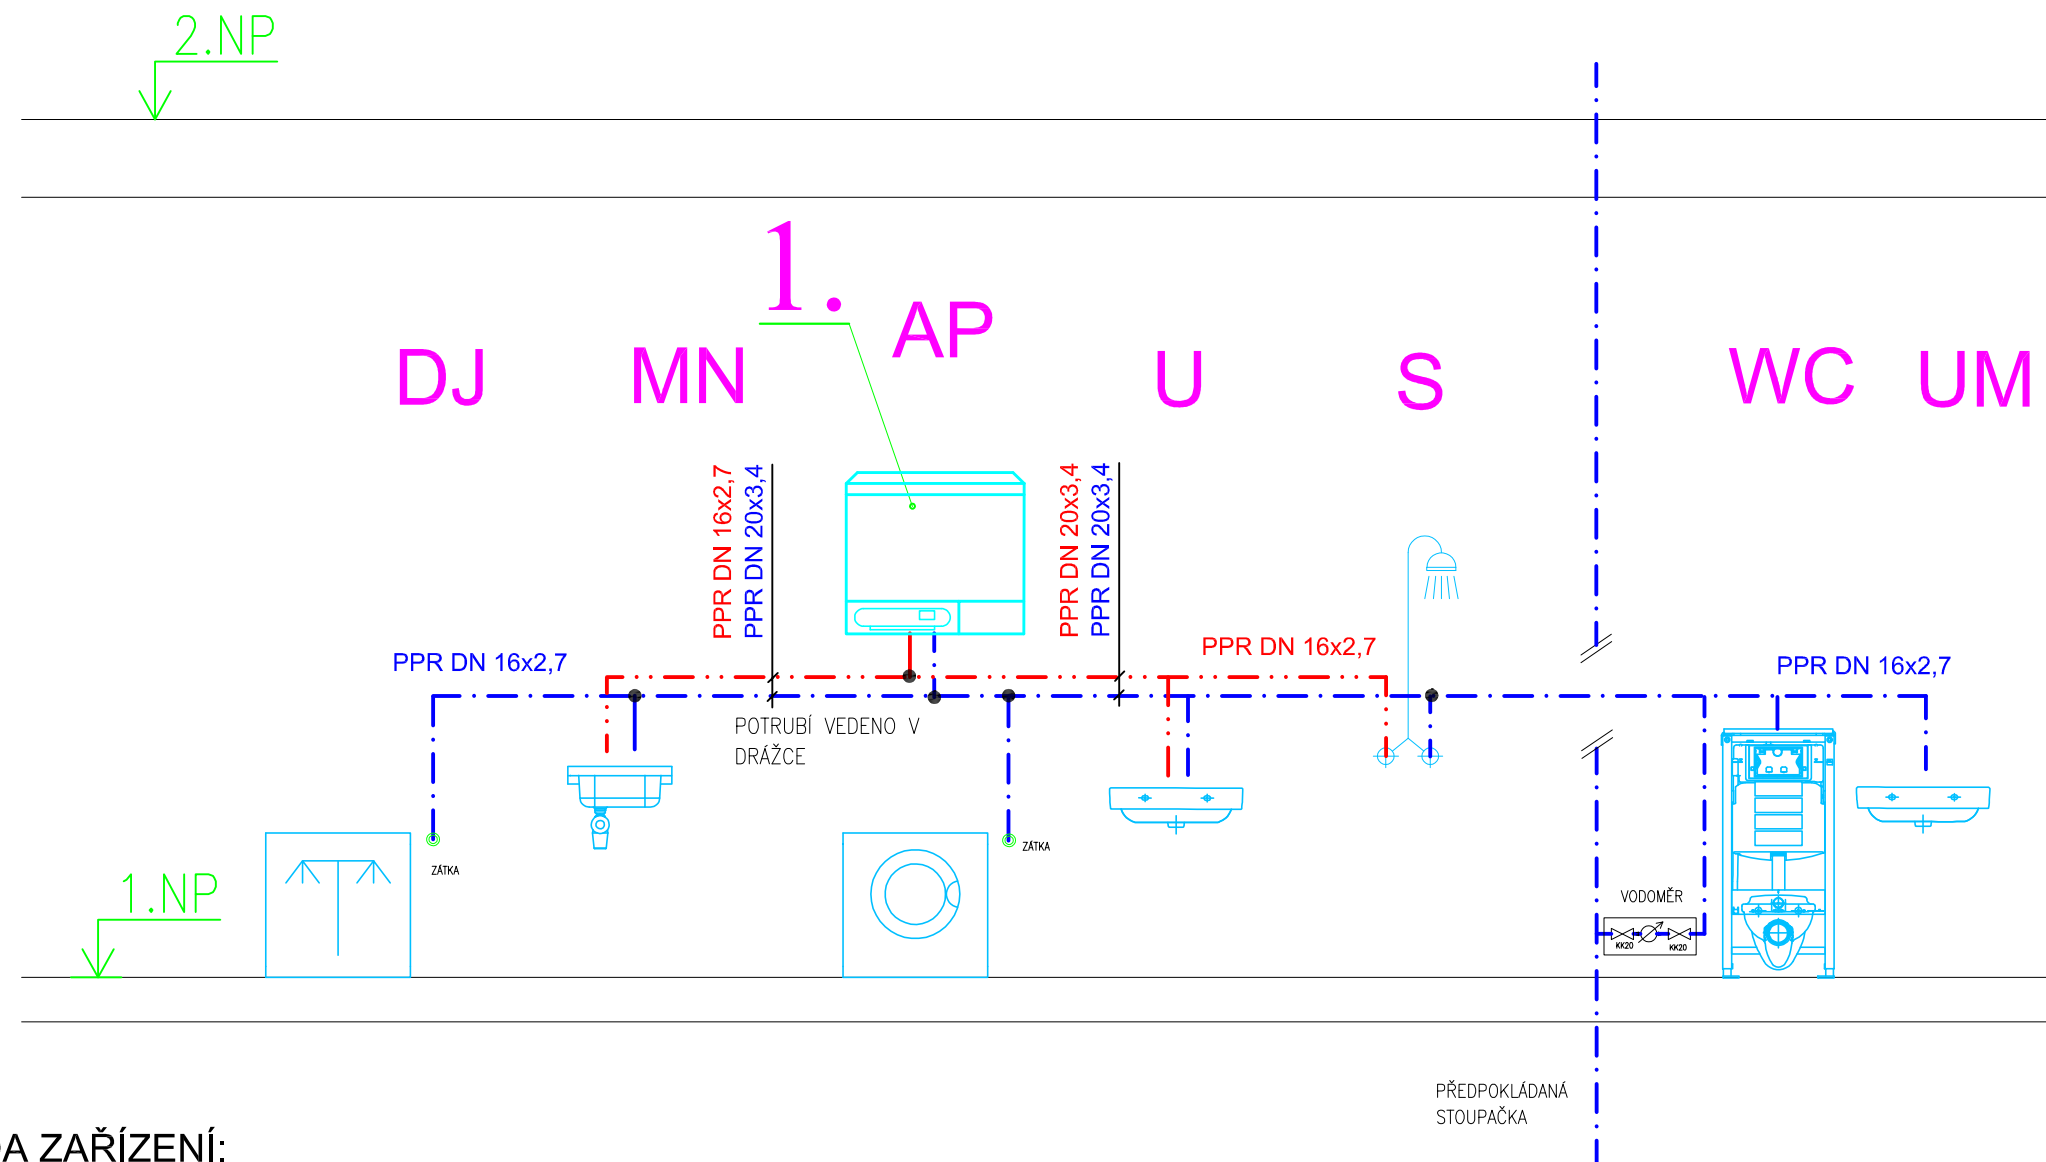 2.NP
1.
AP
DJ
MN
U
S
WC
UM
PPR DN 16x2,7
PPR DN 20x3,4
PPR DN 20x3,4
PPR DN 20x3,4
PPR DN 16x2,7
PPR DN 16x2,7
PPR DN 16x2,7
POTRUBÍ VEDENO V
DRÁŽCE
ZÁTKA
ZÁTKA
1.NP
VODOMĚR
KK20
KK20
PŘEDPOKLÁDANÁ
STOUPAČKA
DA ZAŘÍZENÍ: